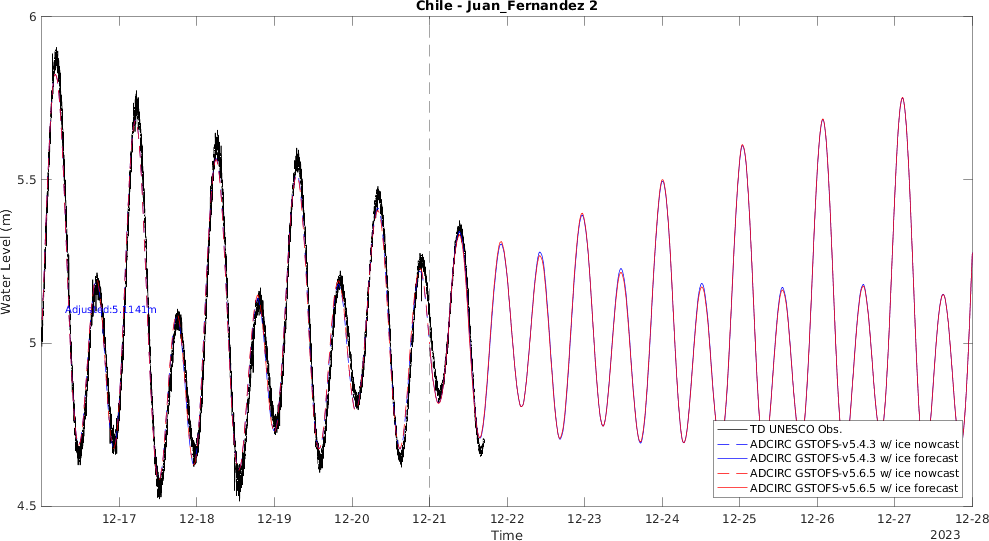 Chile - Juan_Fernandez 2
6
5.5
5
4.5
Water Level (m)
Adjusted:5.1141m
TD UNESCO Obs.
ADCIRC GSTOFS-v5.4.3 w/ ice nowcast
ADCIRC GSTOFS-v5.4.3 w/ ice forecast
ADCIRC GSTOFS-v5.6.5 w/ ice nowcast
ADCIRC GSTOFS-v5.6.5 w/ ice forecast
12-17 12-18 12-19 12-20 12-21 12-22 12-23 12-24 12-25 12-26 12-27 12-28
Time
2023